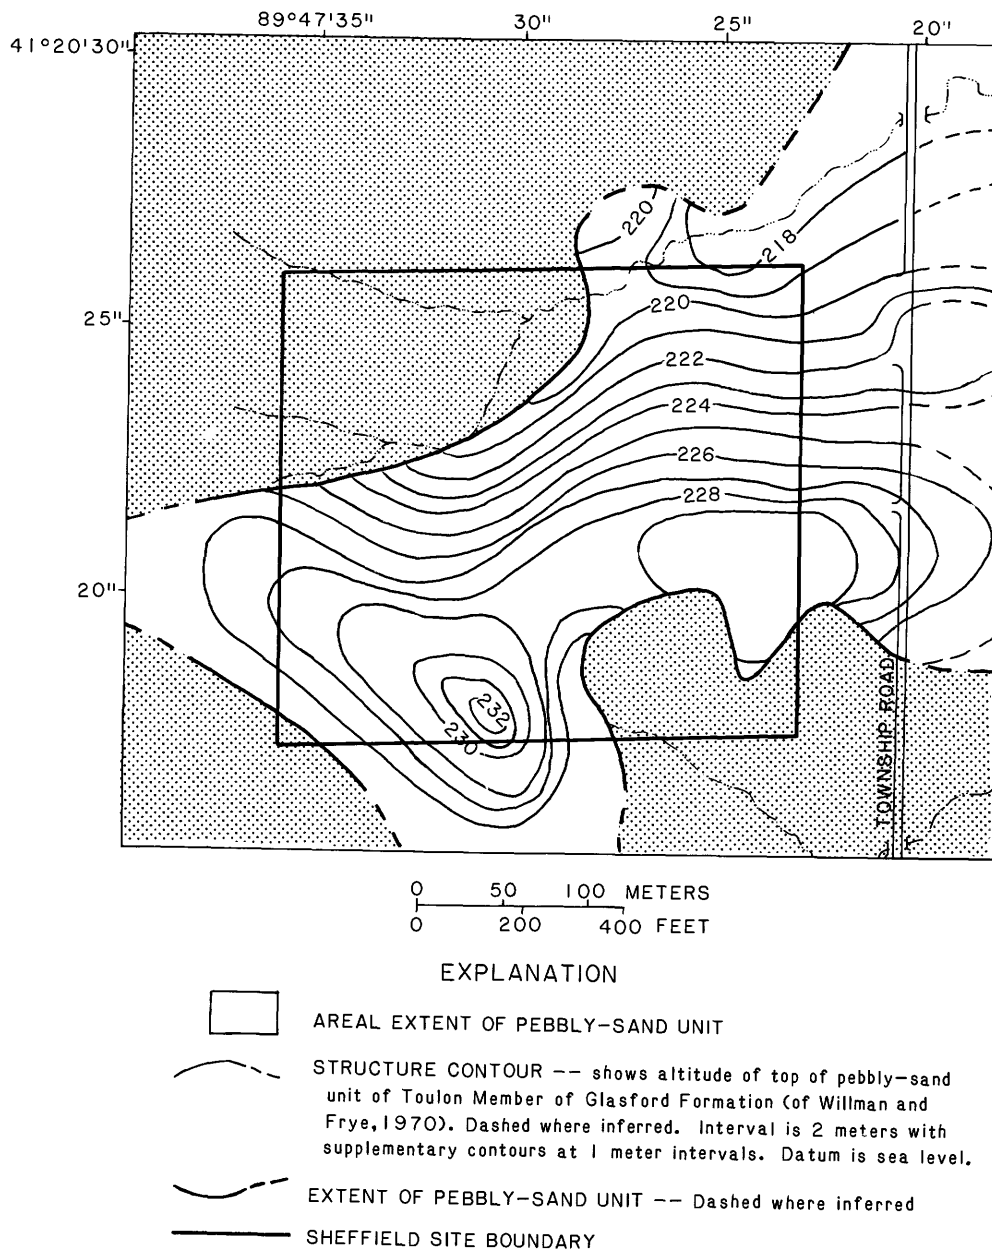 89°47'35" 30" 25" 20"
41°20'30"
220
218
25"
220
222
224
226
228
20"
232
230
TOWNSHIP ROAD
0 50 100 METERS
0 200 400 FEET
EXPLANATION
AREAL EXTENT OF PEBBLY-SAND UNIT
STRUCTURE CONTOUR -- shows altitude of top of pebbly-sand
unit of Toulon Member of Glasford Formation (of Willman and
Frye, 1970). Dashed where inferred. Interval is 2 meters with
supplementary contours at 1 meter intervals. Datum is sea level.
EXTENT OF PEBBLY-SAND UNIT -- Dashed where inferred
SHEFFIELD SITE BOUNDARY